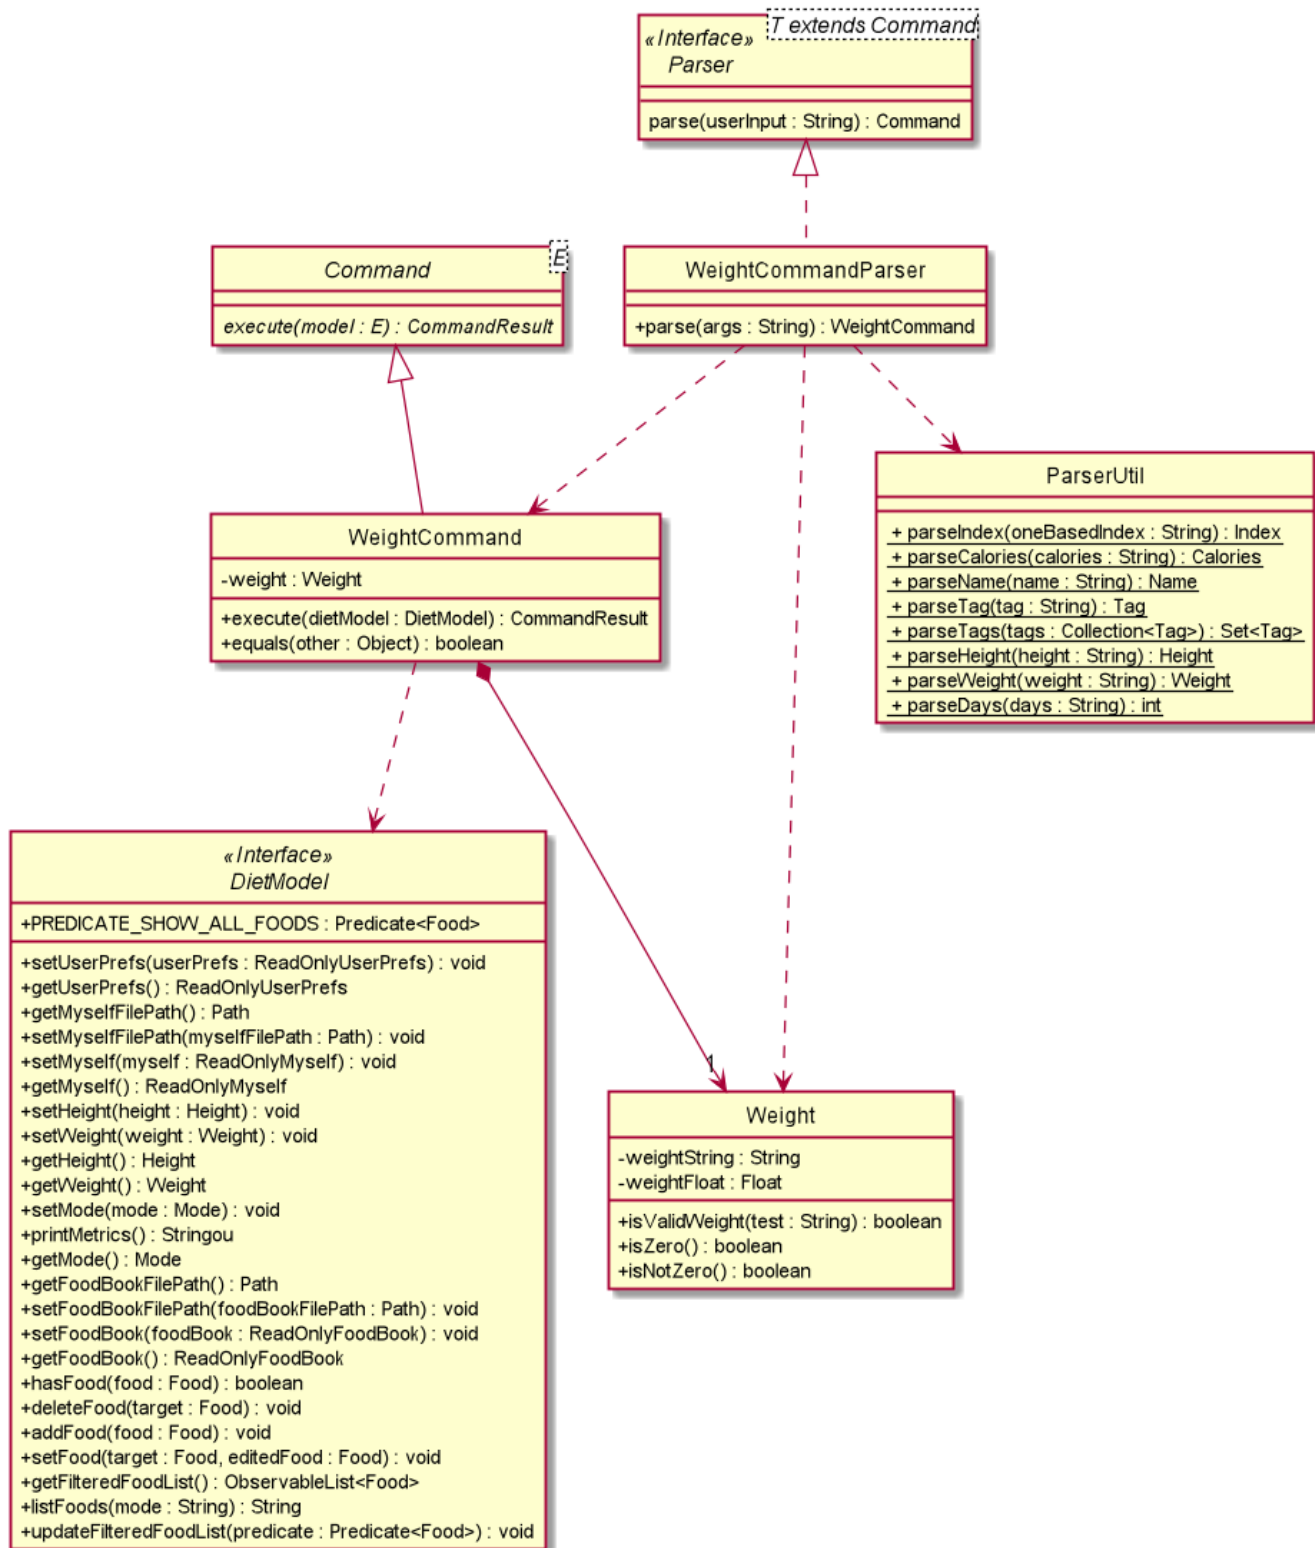 T extends Command
«Interface»
Parser
parse(userInput : String) : Command
Command
E
execute(model : E) : CommandResult
WeightCommandParser
+parse(args : String) : WeightCommand
ParserUtil
+ parseIndex(oneBasedIndex : String) : Index
+ parseCalories(calories : String) : Calories
+ parseName(name : String) : Name
+ parseTag(tag : String) : Tag
+ parseTags(tags : Collection<Tag>) : Set<Tag>
+ parseHeight(height : String) : Height
+ parseWeight(weight : String) : Weight
+ parseDays(days : String) : int
WeightCommand
-weight : Weight
+execute(dietModel : DietModel) : CommandResult
+equals(other : Object) : boolean
«Interface»
DietModel
+PREDICATE_SHOW_ALL_FOODS : Predicate<Food>
+setUserPrefs(userPrefs : ReadOnlyUserPrefs) : void
+getUserPrefs() : ReadOnlyUserPrefs
+getMyselfFilePath() : Path
+setMyselfFilePath(myselfFilePath : Path) : void
+setMyself(myself : ReadOnlyMyself) : void
+getMyself() : ReadOnlyMyself
+setHeight(height : Height) : void
+setWeight(weight : Weight) : void
+getHeight() : Height
+getWeight() : Weight
+setMode(mode : Mode) : void
+printMetrics() : Stringou
+getMode() : Mode
+getFoodBookFilePath() : Path
+setFoodBookFilePath(foodBookFilePath : Path) : void
+setFoodBook(foodBook : ReadOnlyFoodBook) : void
+getFoodBook() : ReadOnlyFoodBook
+hasFood(food : Food) : boolean
+deleteFood(target : Food) : void
+addFood(food : Food) : void
+setFood(target : Food, editedFood : Food) : void
+getFilteredFoodList() : ObservableList<Food>
+listFoods(mode : String) : String
+updateFilteredFoodList(predicate : Predicate<Food>) : void
1
Weight
-weightString : String
-weightFloat : Float
+isValidWeight(test : String) : boolean
+isZero() : boolean
+isNotZero() : boolean